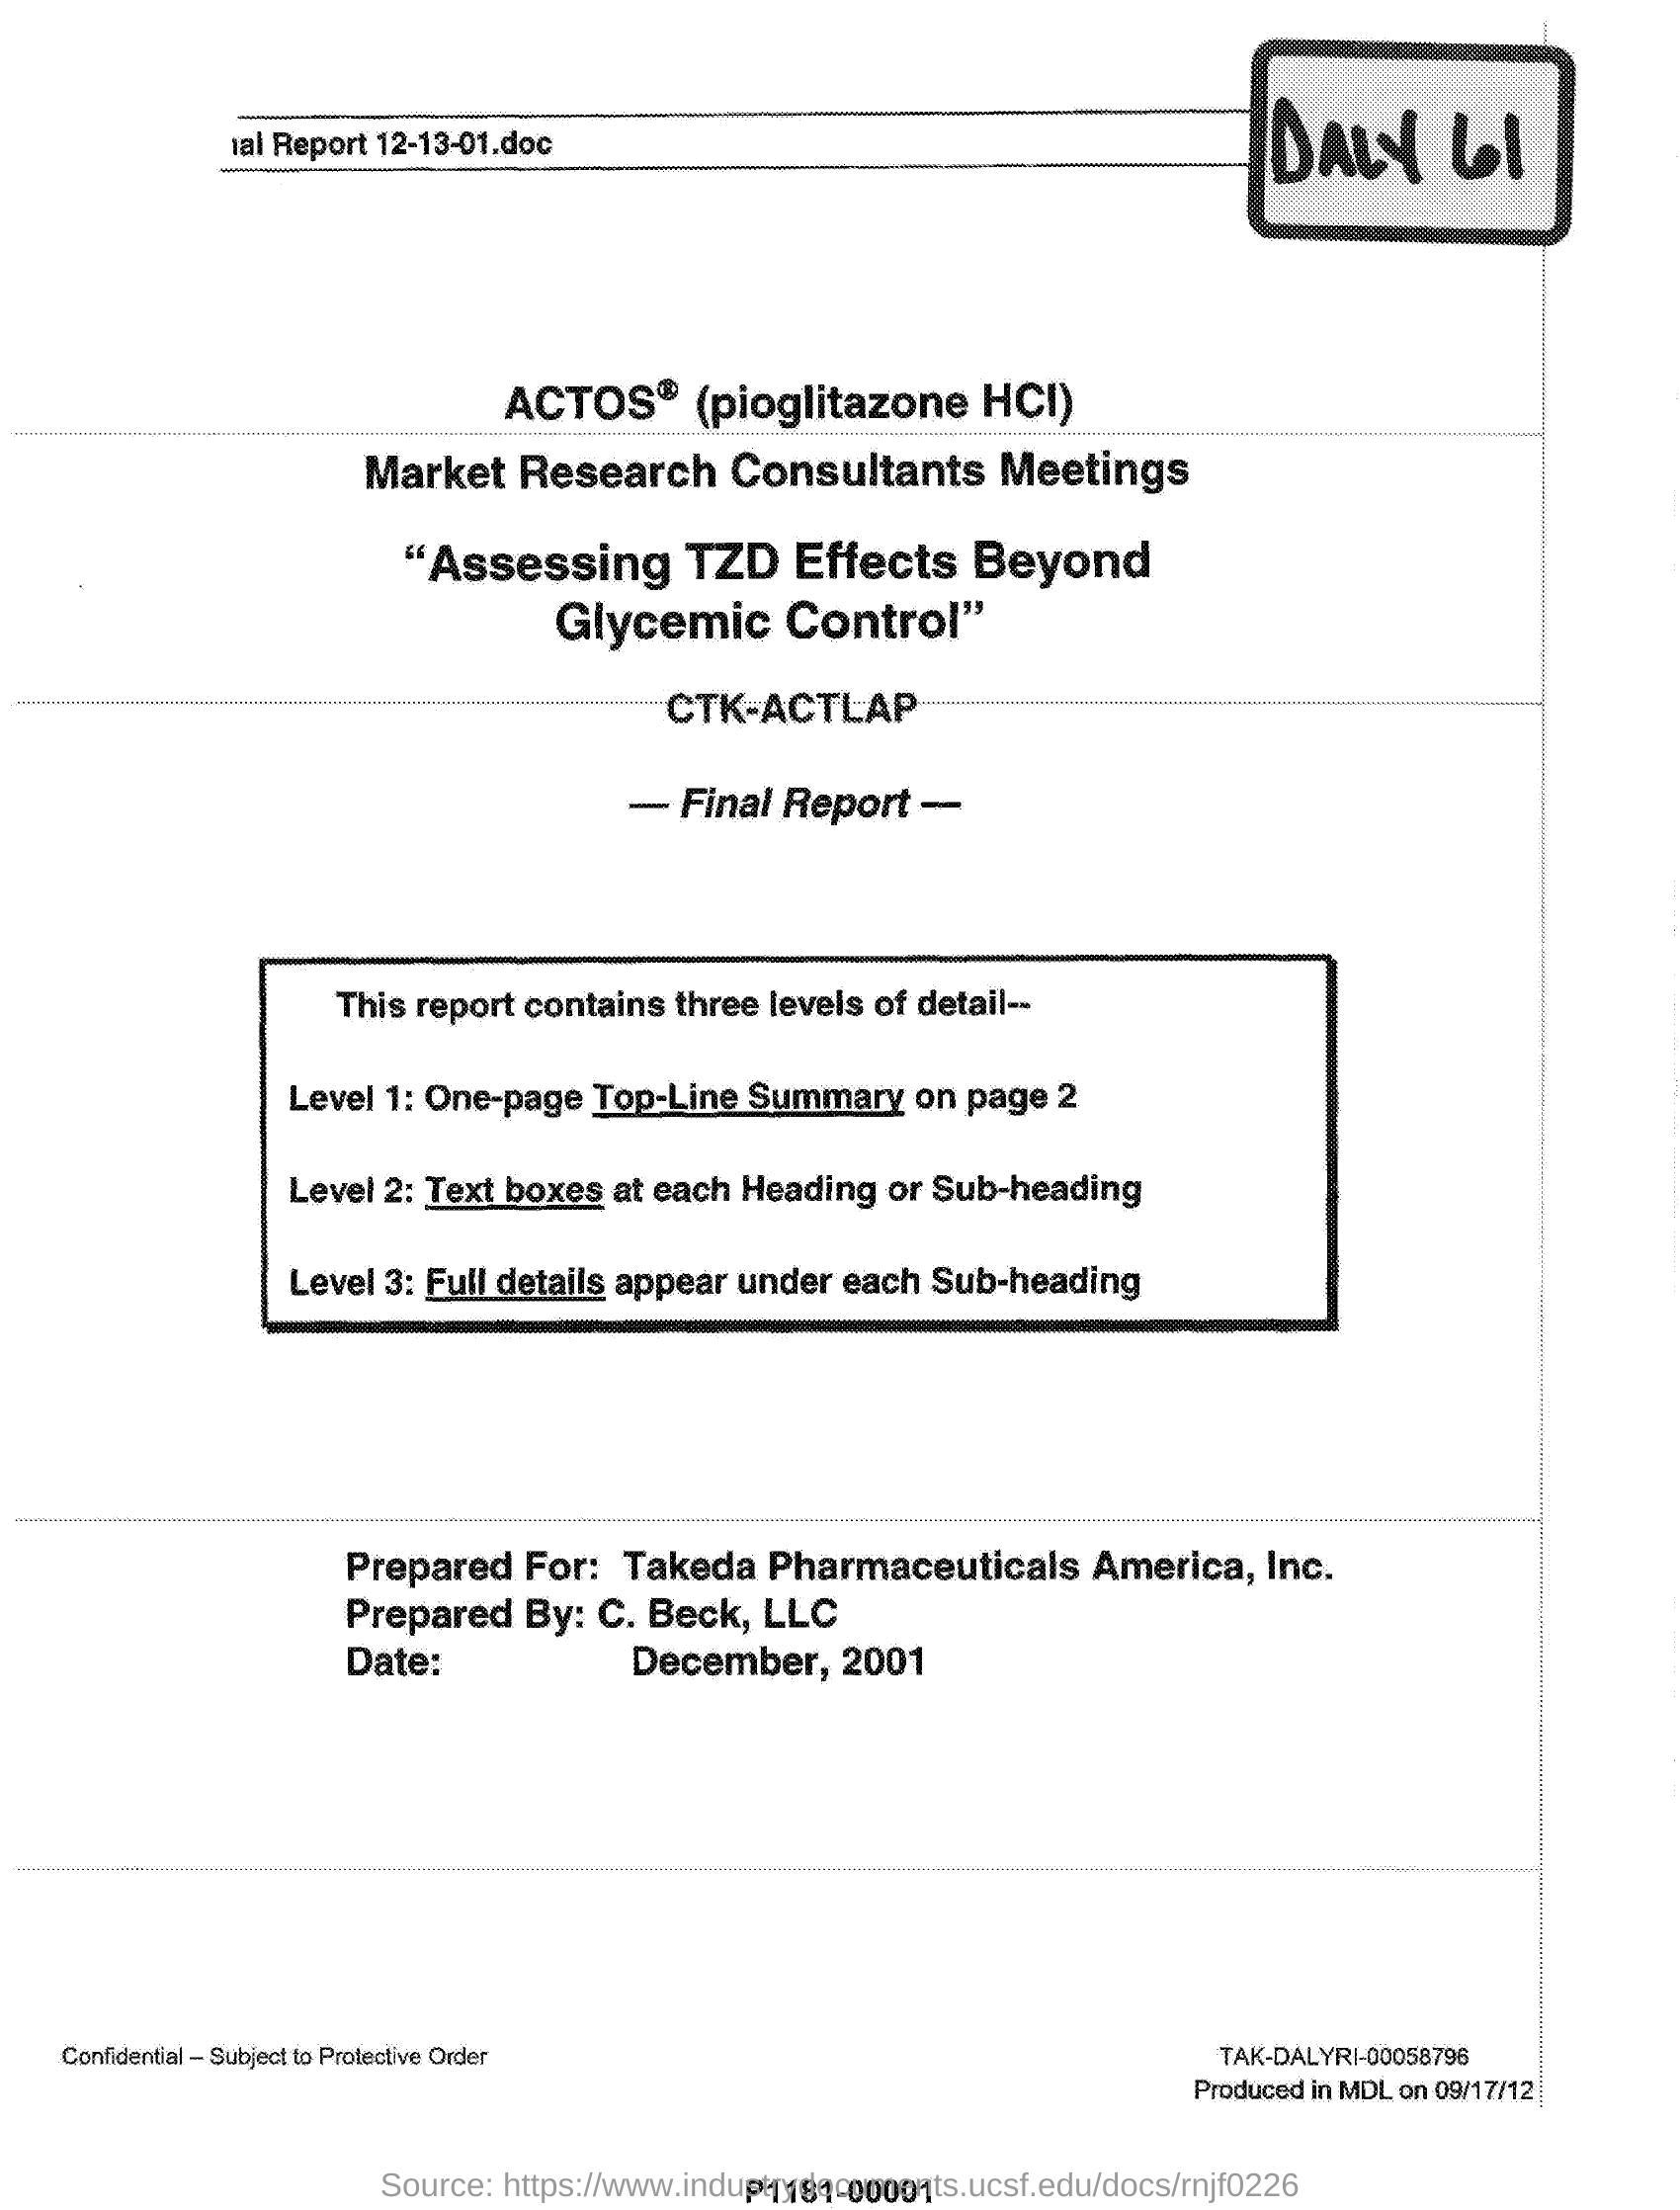 ial Report 12-13-01.doc
DALY 61
ACTOS® (pioglitazone HCl)
Market Research Consultants Meetings
“Assessing TZD Effects Beyond
Glycemic Control”
CTK-ACTLAP
— Final Report —
This report contains three levels of detail--
Level 1: One-page Top-Line Summary on page 2
Level 2: Text boxes at each Heading or Sub-heading
Level 3: Full details appear under each Sub-heading
Prepared For: Takeda Pharmaceuticals America, Inc.
Prepared By: C. Beck, LLC
Date: December, 2001
Confidential – Subject to Protective Order
TAK-DALYRI-00058796
Produced in MDL on 09/17/12
Source: https://www.industrydocuments.ucsf.edu/docs/rnjf0226
P1191-00001